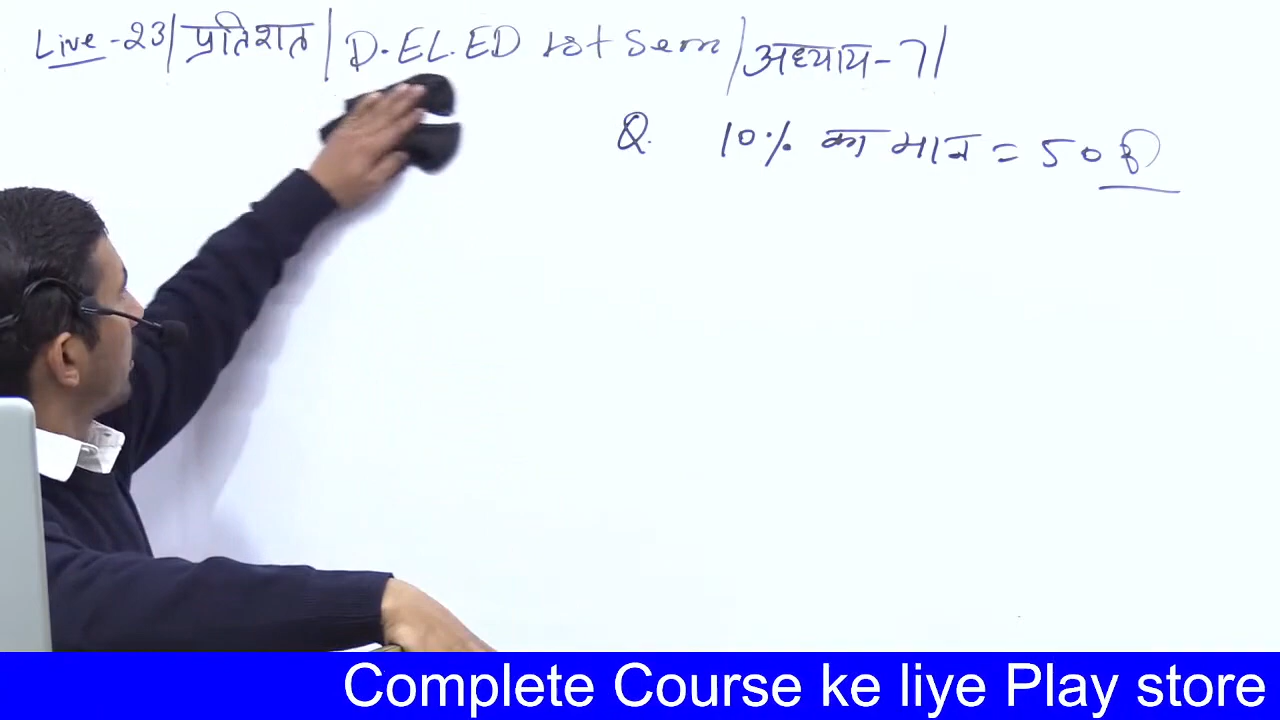 Live-23/प्रतिशत/D.EL.ED 1st Sem/अध्याय-7/
Q. 10% का मान = 50 है
Complete Course ke liye Play store